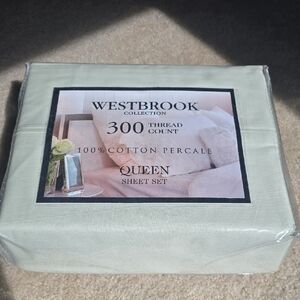 WESTBROOK
COLLECTION
300 THREAD COUNT
100% COTTON PERCALE
QUEEN
SHEET SET